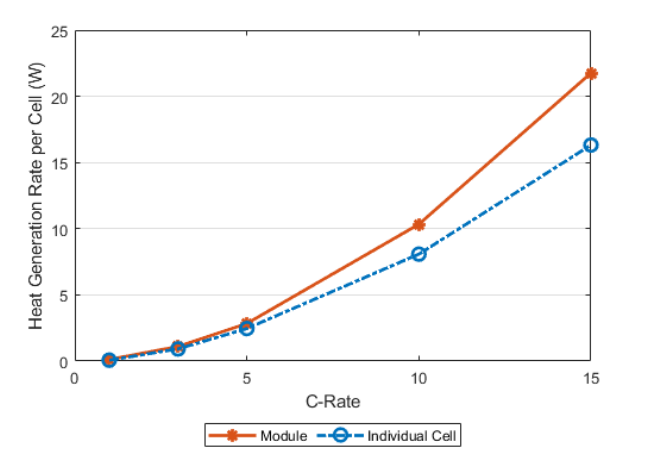 Heat Generation Rate per Cell (W)
25
20
15
10
5
0
0 5 10 15
C-Rate
Module Individual Cell